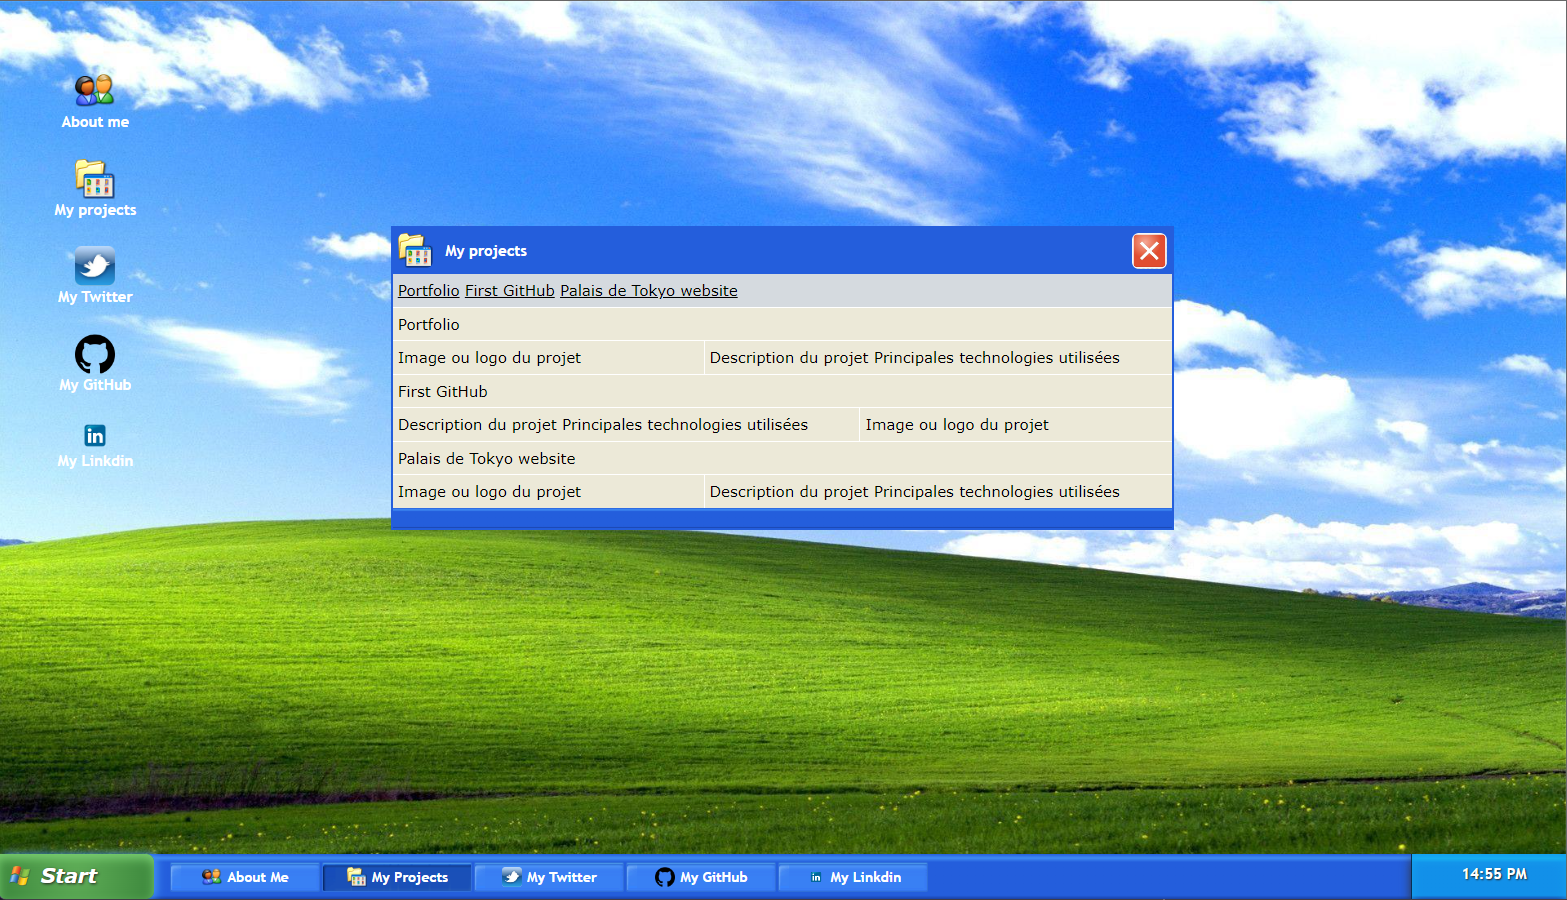 About me
My projects
My Twitter
My GitHub
My Linkdin
My projects
Portfolio First GitHub Palais de Tokyo website
Portfolio
Image ou logo du projet
Description du projet Principales technologies utilisées
First GitHub
Description du projet Principales technologies utilisées
Image ou logo du projet
Palais de Tokyo website
Image ou logo du projet
Description du projet Principales technologies utilisées
Start
About Me
My Projects
My Twitter
My GitHub
My Linkdin
14:55 PM